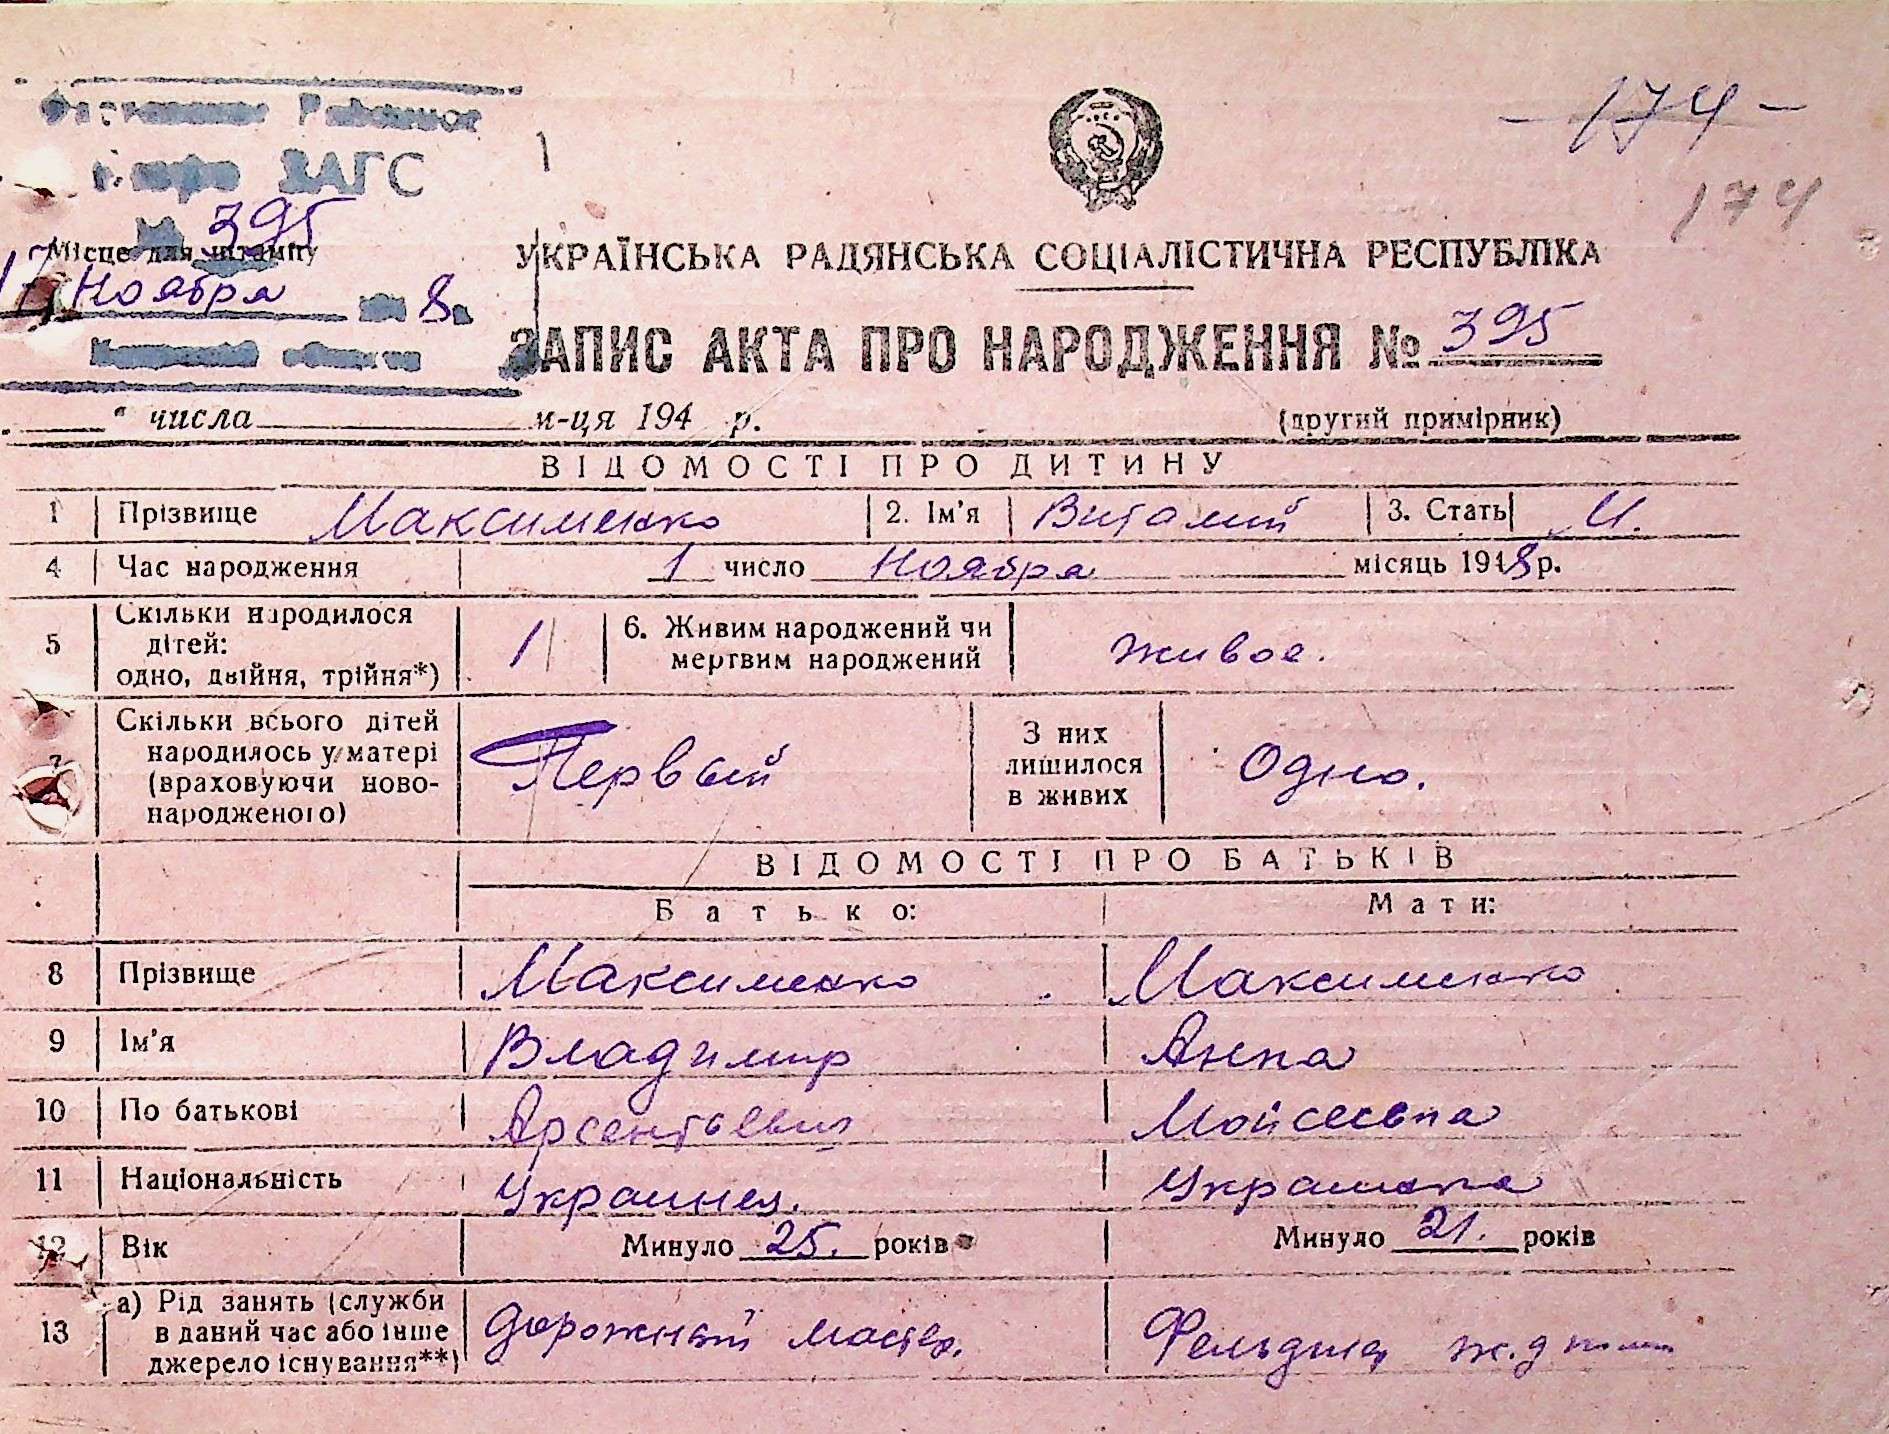 - 174 -
174
ЗАГС
395
Місце для штампу
17 Ноября 8
УКРАЇНСЬКА РАДЯНСЬКА СОЦІАЛІСТИЧНА РЕСПУБЛІКА
ЗАПИС АКТА ПРО НАРОДЖЕННЯ № 395
" числа м-ця 194 р. (другий примірник)
ВІДОМОСТІ ПРО ДИТИНУ
1 Прізвище Максименко 2. Ім'я Виталий 3. Стать М.
4 Час народження 1 число Ноября місяць 1948 р.
5 Скільки народилося дітей: одно, двійня, трійня*) 1 6. Живим народжений чи мертвим народжений живое.
7 Скільки всього дітей народилось у матері (враховуючи ново-народженого) Первый З них лишилося в живих Одно.
ВІДОМОСТІ ПРО БАТЬКІВ
Батько: Мати:
8 Прізвище Максименко Максименко
9 Ім'я Владимир Анна
10 По батькові Арсентьевич Мойсеевна
11 Національність Украинец. Украинка
12 Вік Минуло 25. років Минуло 21. років
13 а) Рід занять (служби в даний час або інше джерело існування**) дорожный мастер. Фельдшер ж.д